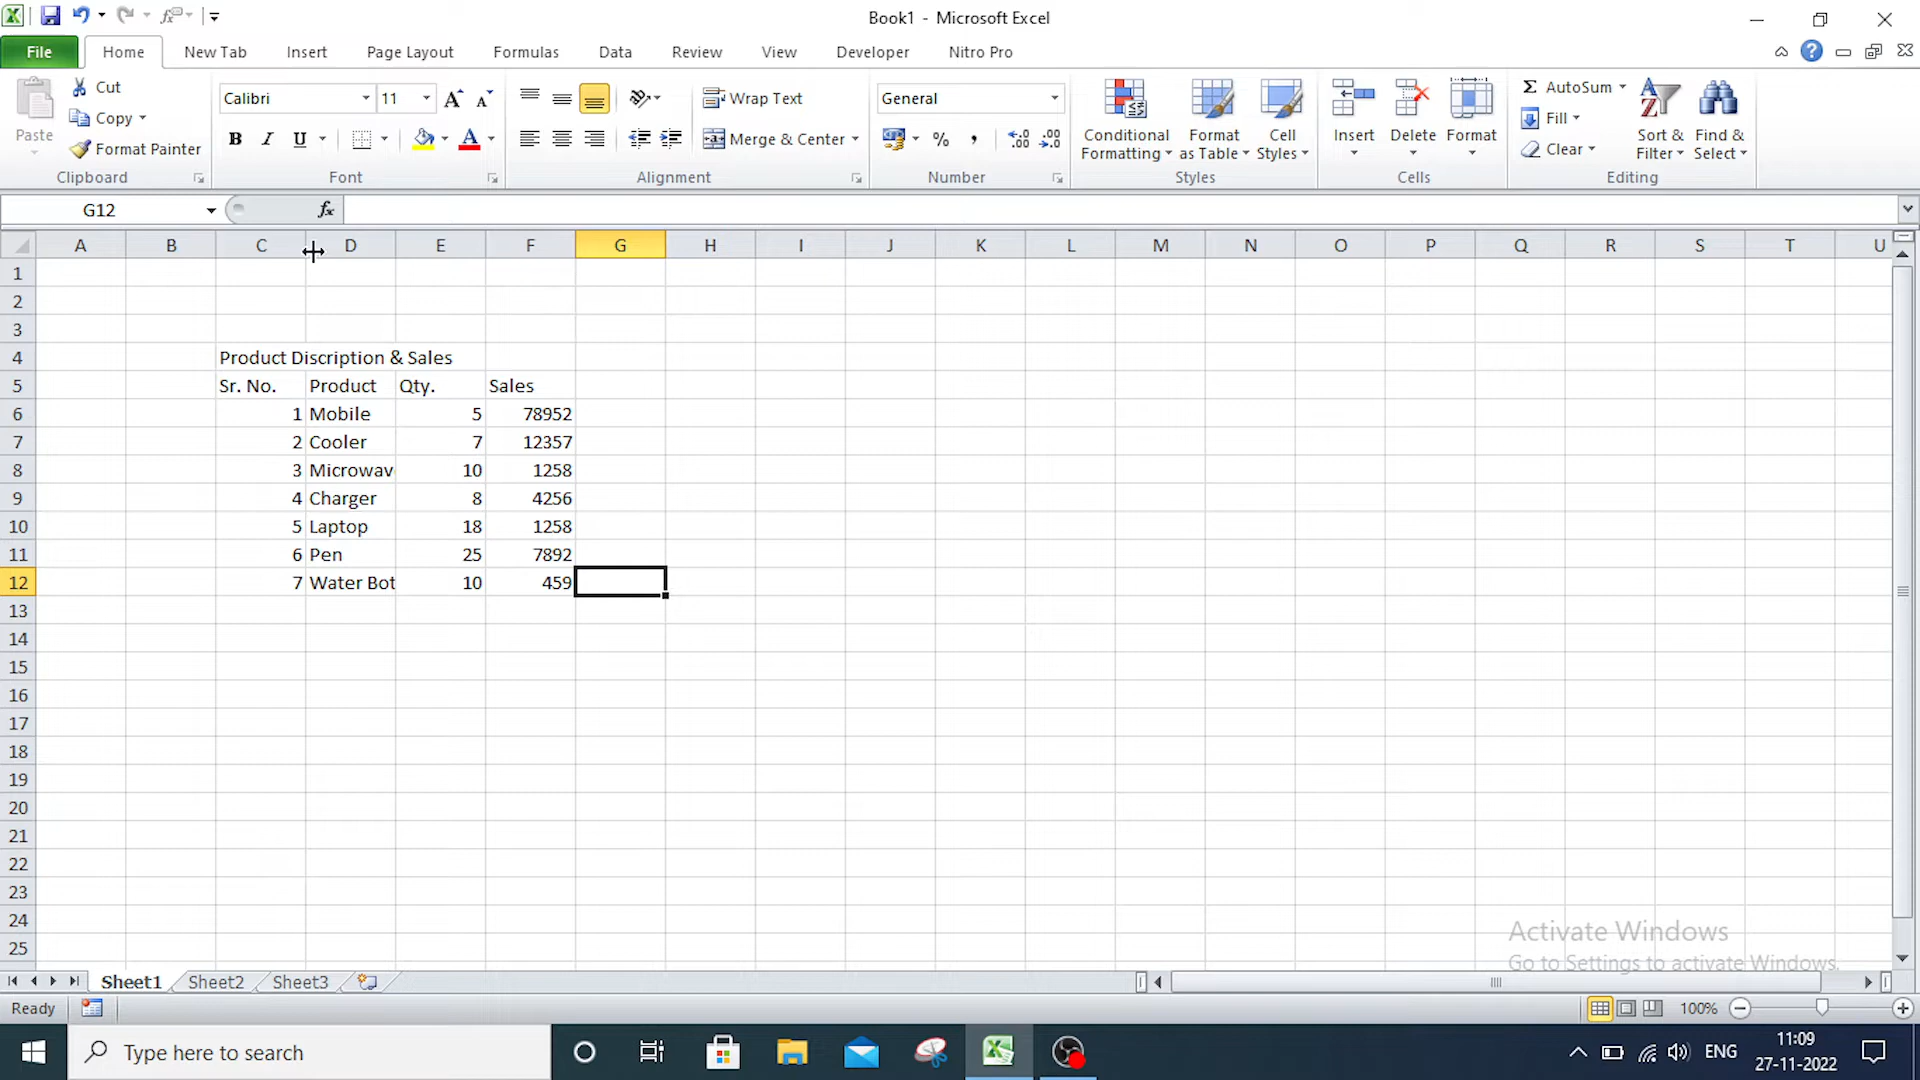 Book1 - Microsoft Excel
File Home New Tab Insert Page Layout Formulas Data Review View Developer Nitro Pro
Paste
Cut
Copy
Format Painter
Clipboard
Calibri 11
B I U A
Font
Wrap Text
Merge & Center
Alignment
General
% ,
Number
Conditional Formatting
Format as Table
Cell Styles
Styles
Insert Delete Format
Cells
Σ AutoSum
Fill
Clear
Sort & Filter
Find & Select
Editing
G12 fx
A B C D E F G H I J K L M N O P Q R S T U
1
2
3
4 Product Discription & Sales
5 Sr. No. Product Qty. Sales
6 1 Mobile 5 78952
7 2 Cooler 7 12357
8 3 Microwav 10 1258
9 4 Charger 8 4256
10 5 Laptop 18 1258
11 6 Pen 25 7892
12 7 Water Bot 10 459
13
14
15
16
17
18
19
20
21
22
23
24
25
Activate Windows
Go to Settings to activate Windows.
Sheet1 Sheet2 Sheet3
Ready 100%
Type here to search
ENG
11:09
27-11-2022